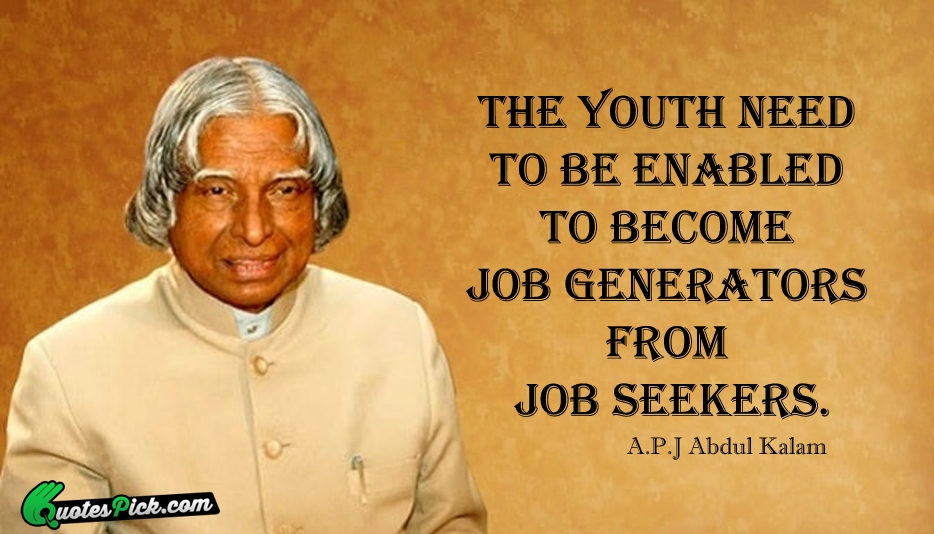 THE YOUTH NEED
TO BE ENABLED
TO BECOME
JOB GENERATORS
FROM
JOB SEEKERS.
A.P.J Abdul Kalam
QuotesPick.com